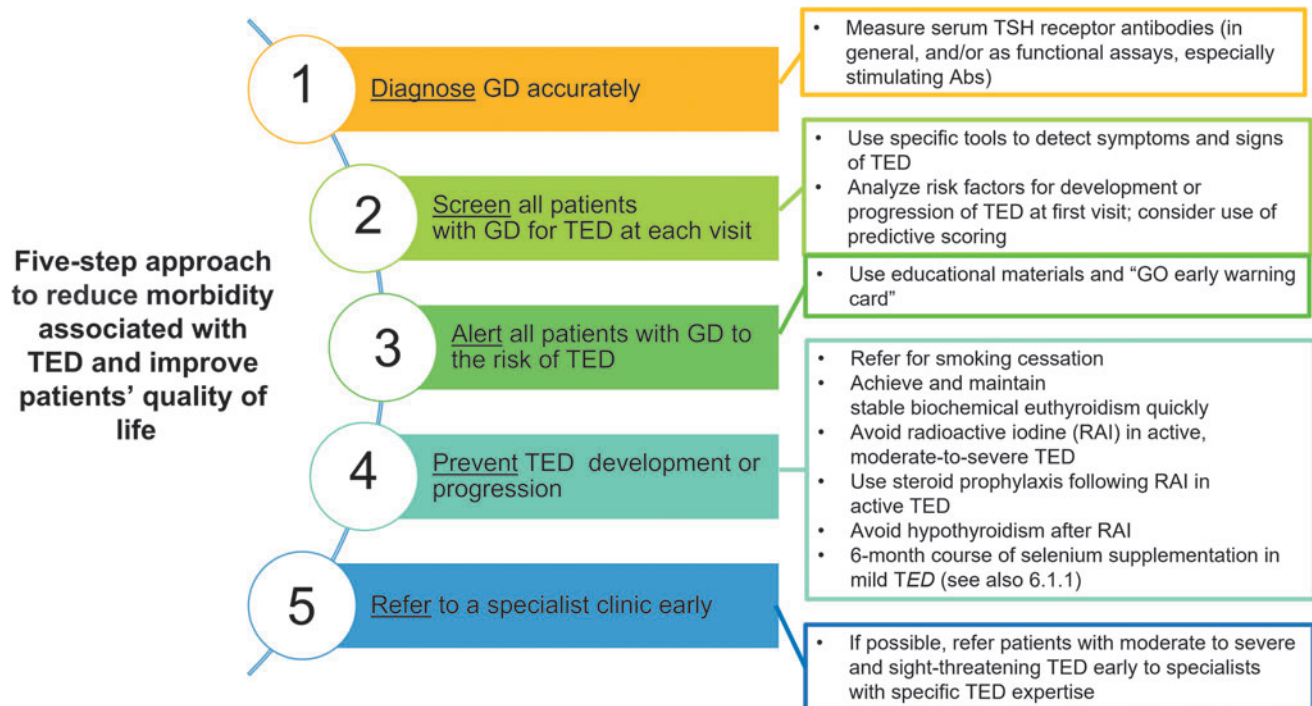 Five-step approach
to reduce morbidity
associated with
TED and improve
patients’ quality of
life
1
Diagnose GD accurately
• Measure serum TSH receptor antibodies (in
general, and/or as functional assays, especially
stimulating Abs)
2
Screen all patients
with GD for TED at each visit
• Use specific tools to detect symptoms and signs
of TED
• Analyze risk factors for development or
progression of TED at first visit; consider use of
predictive scoring
3
Alert all patients with GD to
the risk of TED
• Use educational materials and “GO early warning
card”
4
Prevent TED development or
progression
• Refer for smoking cessation
• Achieve and maintain
stable biochemical euthyroidism quickly
• Avoid radioactive iodine (RAI) in active,
moderate-to-severe TED
• Use steroid prophylaxis following RAI in
active TED
• Avoid hypothyroidism after RAI
• 6-month course of selenium supplementation in
mild TED (see also 6.1.1)
5
Refer to a specialist clinic early
• If possible, refer patients with moderate to severe
and sight-threatening TED early to specialists
with specific TED expertise